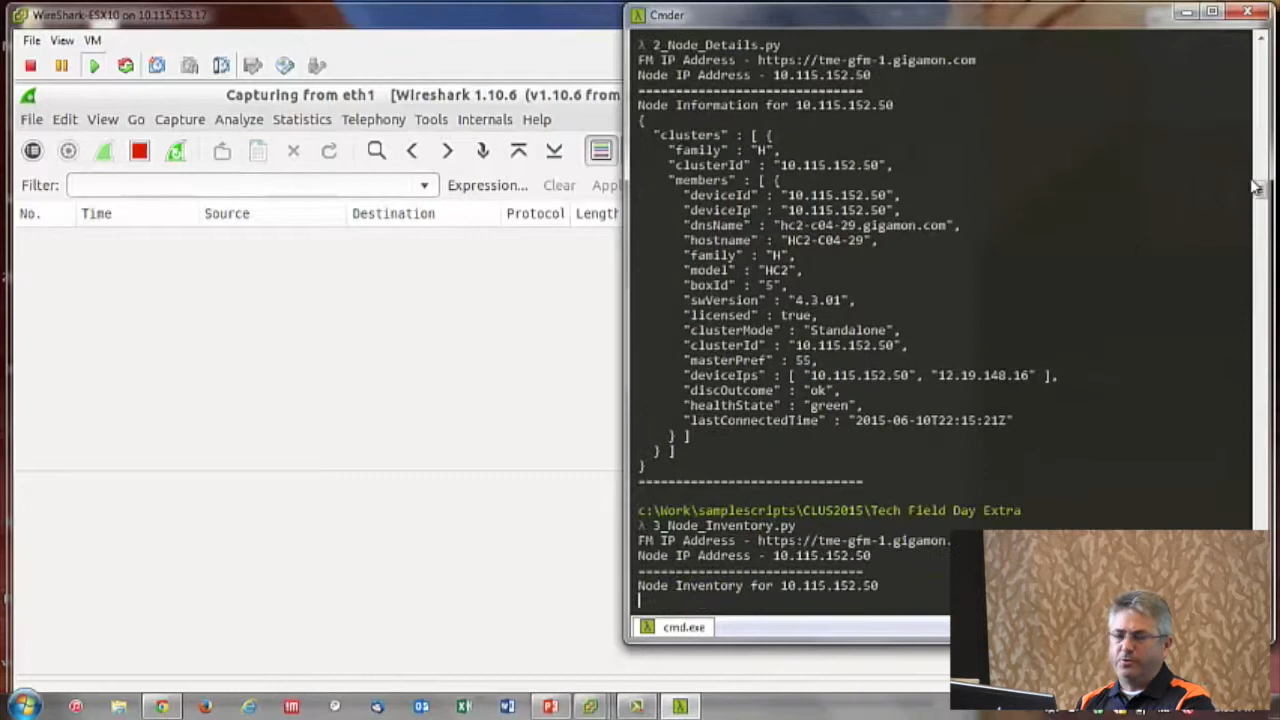 WireShark-ESX10 on 10.115.153.17
File View VM
Capturing from eth1 [Wireshark 1.10.6 (v1.10.6 from
File Edit View Go Capture Analyze Statistics Telephony Tools Internals Help
Filter: Expression... Clear Apply
No. Time Source Destination Protocol Length
Cmder
λ 2_Node_Details.py
FM IP Address - https://tme-gfm-1.gigamon.com
Node IP Address - 10.115.152.50
==============================
Node Information for 10.115.152.50
{
"clusters" : [ {
"family" : "H",
"clusterId" : "10.115.152.50",
"members" : [ {
"deviceId" : "10.115.152.50",
"deviceIp" : "10.115.152.50",
"dnsName" : "hc2-c04-29.gigamon.com",
"hostname" : "HC2-C04-29",
"family" : "H",
"model" : "HC2",
"boxId" : "5",
"swVersion" : "4.3.01",
"licensed" : true,
"clusterMode" : "Standalone",
"clusterId" : "10.115.152.50",
"masterPref" : 55,
"deviceIps" : [ "10.115.152.50", "12.19.148.16" ],
"discOutcome" : "ok",
"healthState" : "green",
"lastConnectedTime" : "2015-06-10T22:15:21Z"
} ]
} ]
}
==============================
c:\Work\samplescripts\CLUS2015\Tech Field Day Extra
λ 3_Node_Inventory.py
FM IP Address - https://tme-gfm-1.gigamon.
Node IP Address - 10.115.152.50
==============================
Node Inventory for 10.115.152.50
cmd.exe